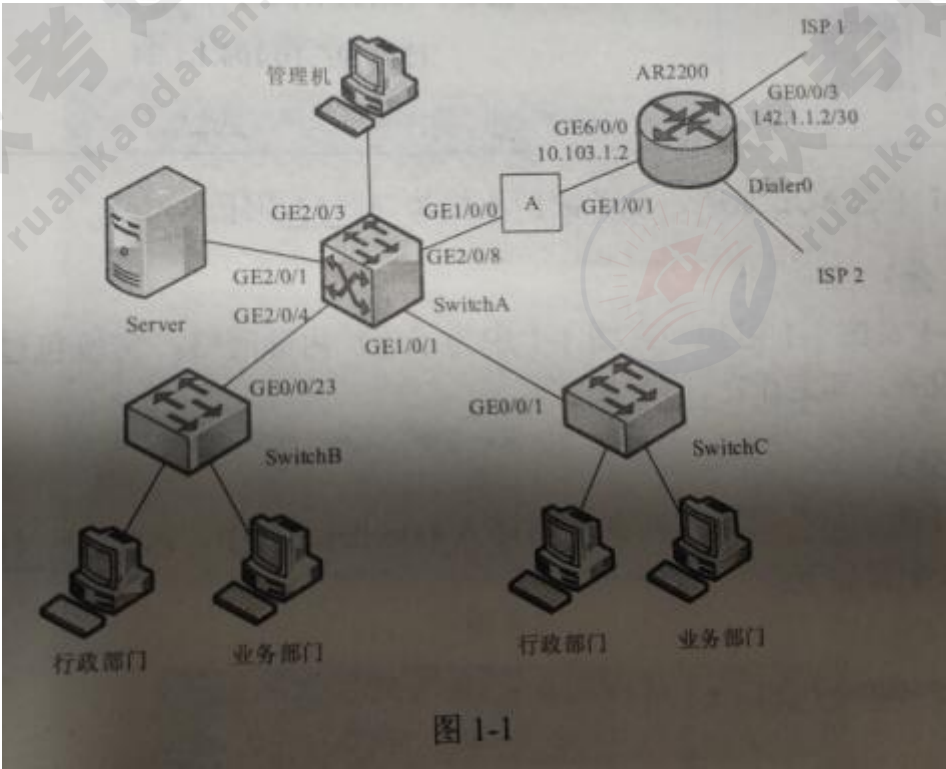 ISP 1
管理机
AR2200
GE0/0/3
142.1.1.2/30
GE6/0/0
10.103.1.2
A
Dialer0
GE2/0/3
GE1/0/0
GE1/0/1
GE2/0/8
GE2/0/1
ISP 2
Server
GE2/0/4
SwitchA
GE1/0/1
GE0/0/23
GE0/0/1
SwitchB
SwitchC
行政部门
业务部门
行政部门
业务部门
图 1-1
ruankaodaren.
ruankaoda